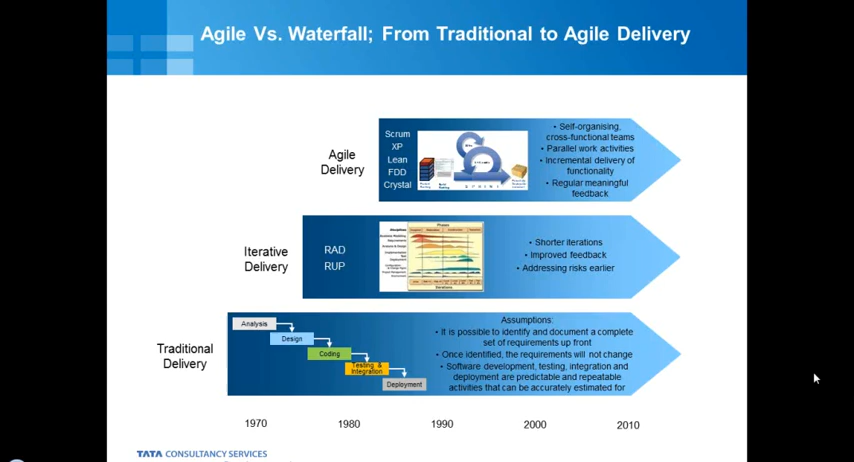 Agile Vs. Waterfall; From Traditional to Agile Delivery
Agile
Delivery
Scrum
XP
Lean
FDD
Crystal
• Self-organising,
cross-functional teams
• Parallel work activities
• Incremental delivery of
functionality
• Regular meaningful
feedback
Iterative
Delivery
RAD
RUP
Phases
Disciplines
Iterations
• Shorter iterations
• Improved feedback
• Addressing risks earlier
Traditional
Delivery
Analysis
Design
Coding
Testing &
Integration
Deployment
Assumptions:
• It is possible to identify and document a complete
set of requirements up front
• Once identified, the requirements will not change
• Software development, testing, integration and
deployment are predictable and repeatable
activities that can be accurately estimated for
1970
1980
1990
2000
2010
TATA CONSULTANCY SERVICES